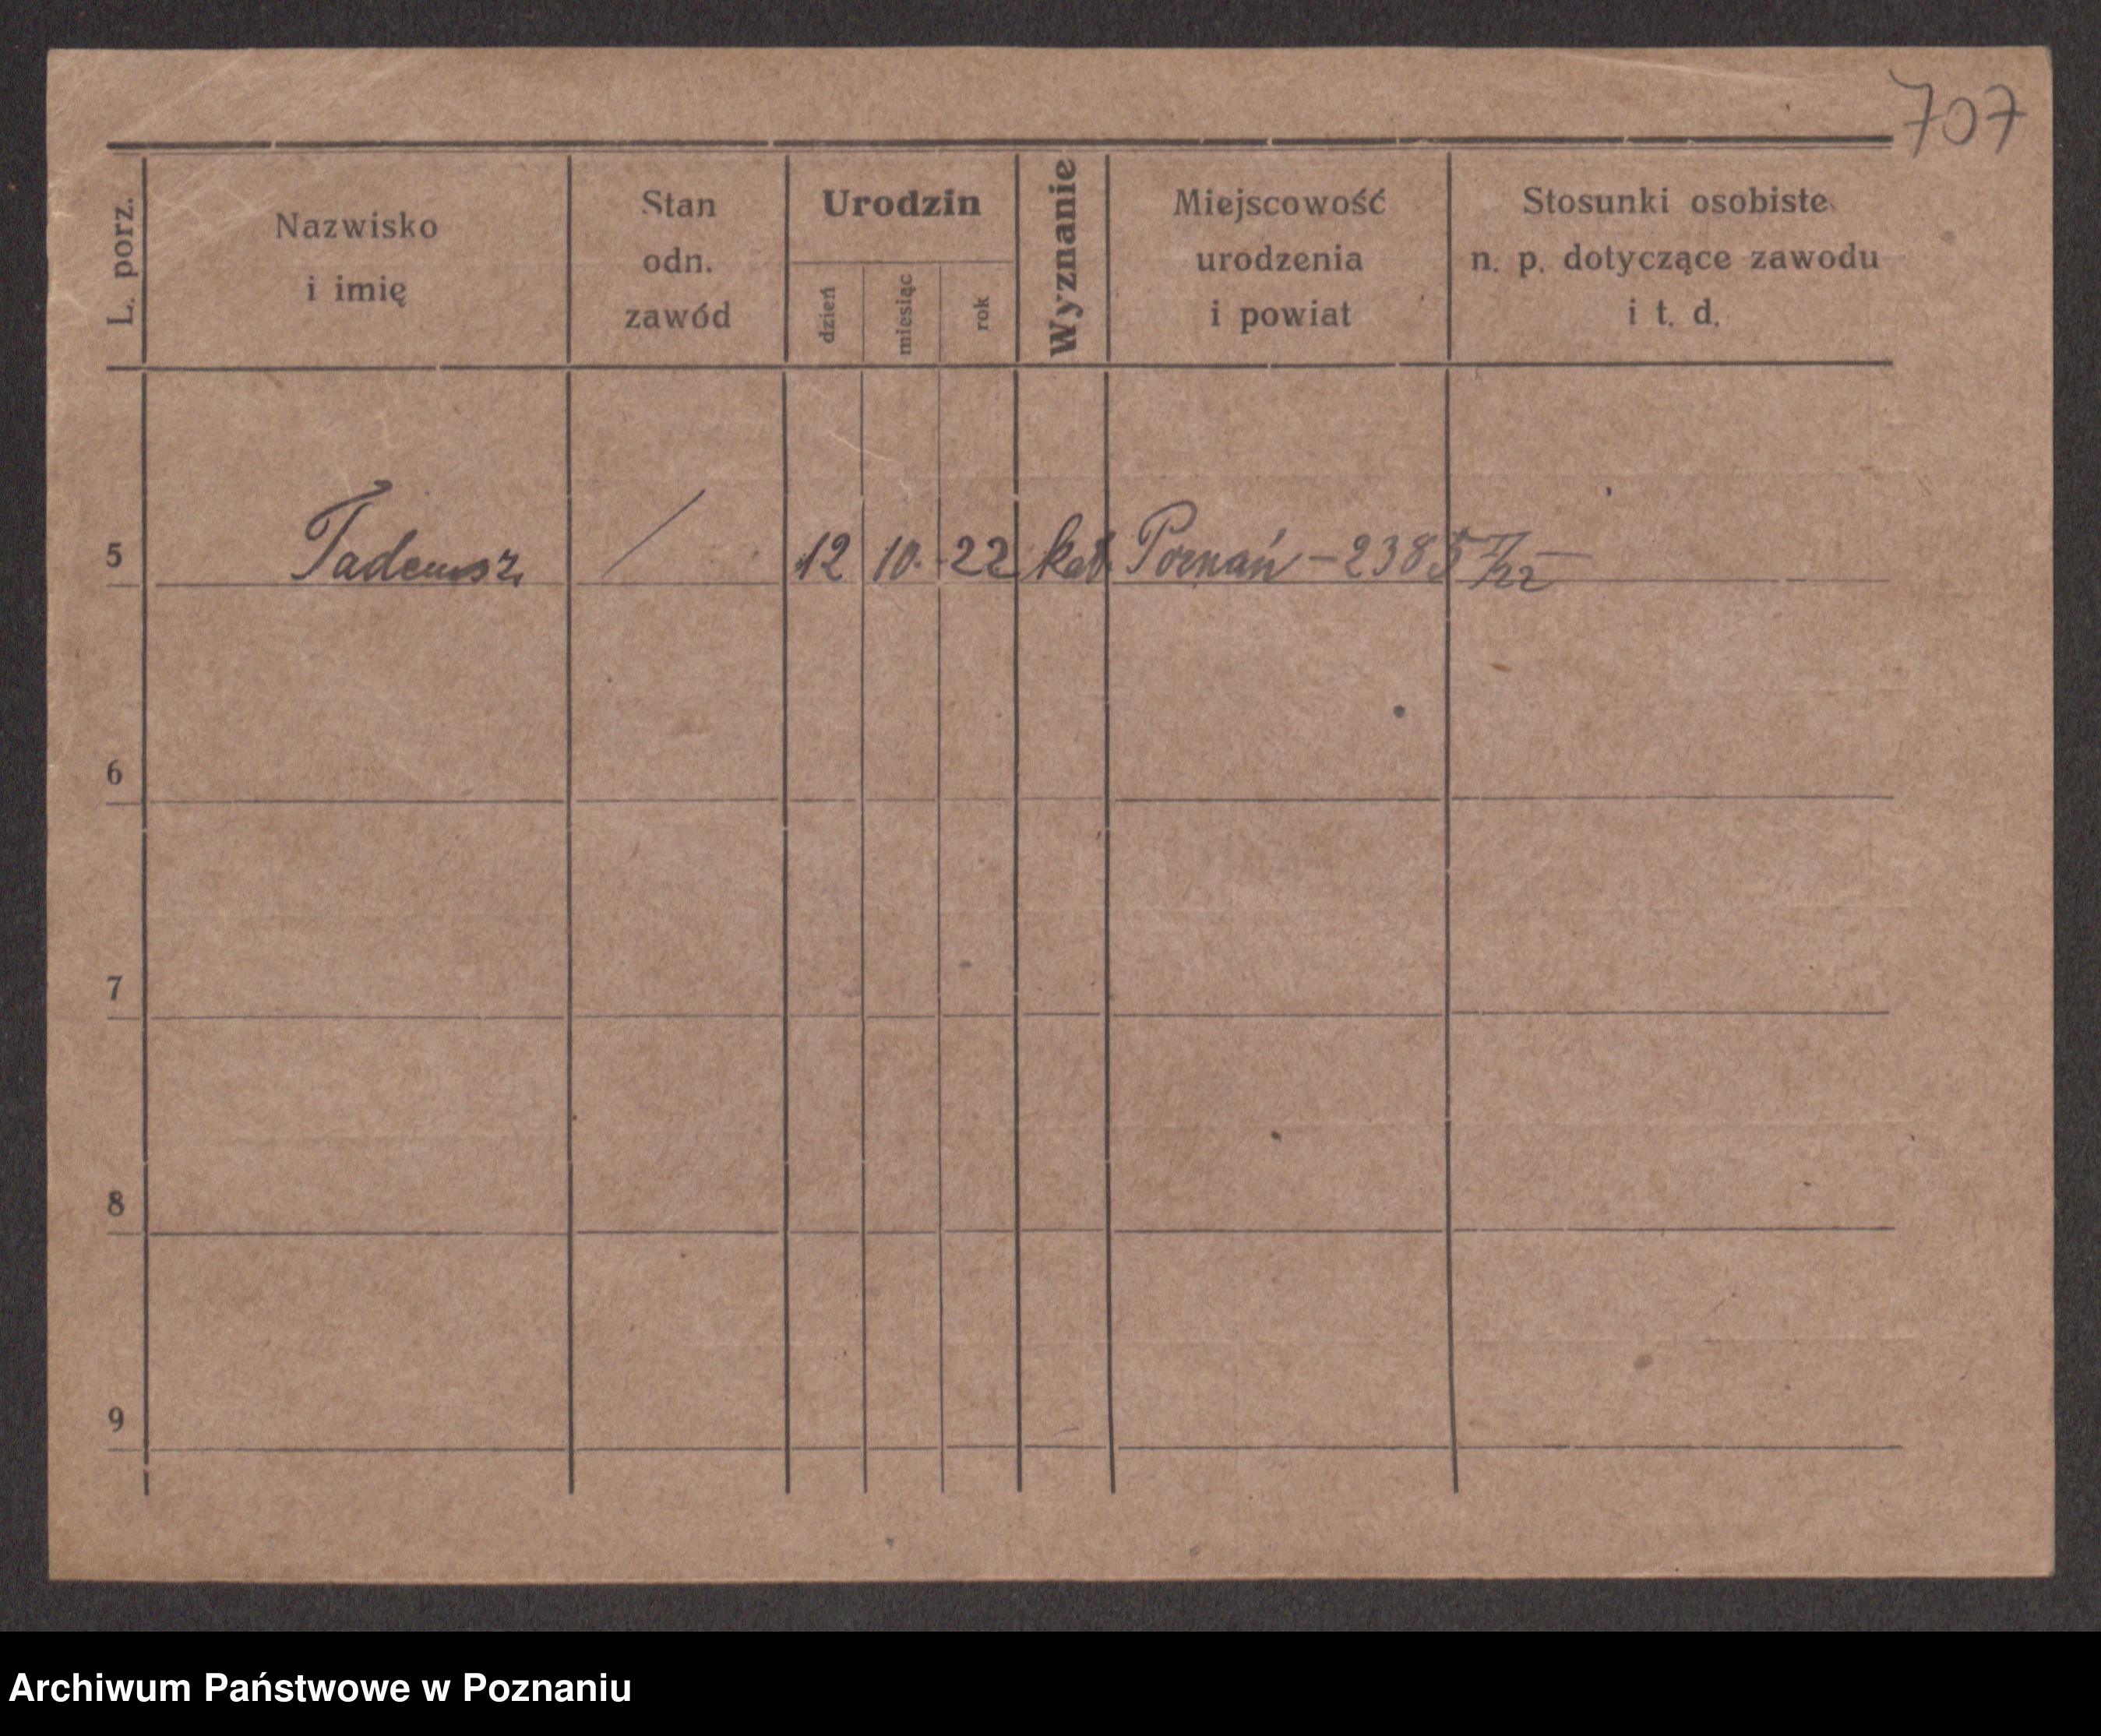 707
L. porz.
Nazwisko
i imię
Stan
odn.
zawód
Urodzin
dzień
miesiąc
rok
Wyznanie
Miejscowość
urodzenia
i powiat
Stosunki osobiste
n. p. dotyczące zawodu
i t. d.
5 Tadeusz / 12 10. 22 kat. Poznań – 2385
6
7
8
9
Archiwum Państwowe w Poznaniu